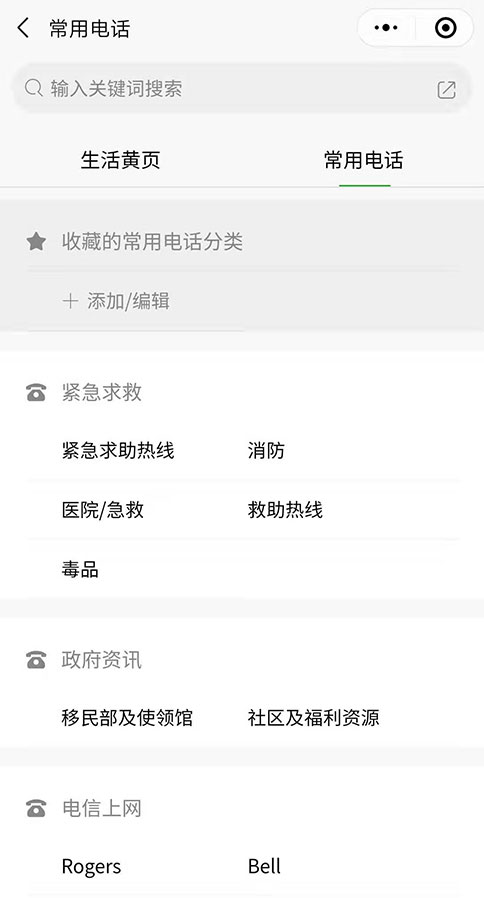 常用电话
输入关键词搜索
生活黄页 常用电话
收藏的常用电话分类
+ 添加/编辑
紧急求救
紧急求助热线 消防
医院/急救 救助热线
毒品
政府资讯
移民部及使领馆 社区及福利资源
电信上网
Rogers Bell